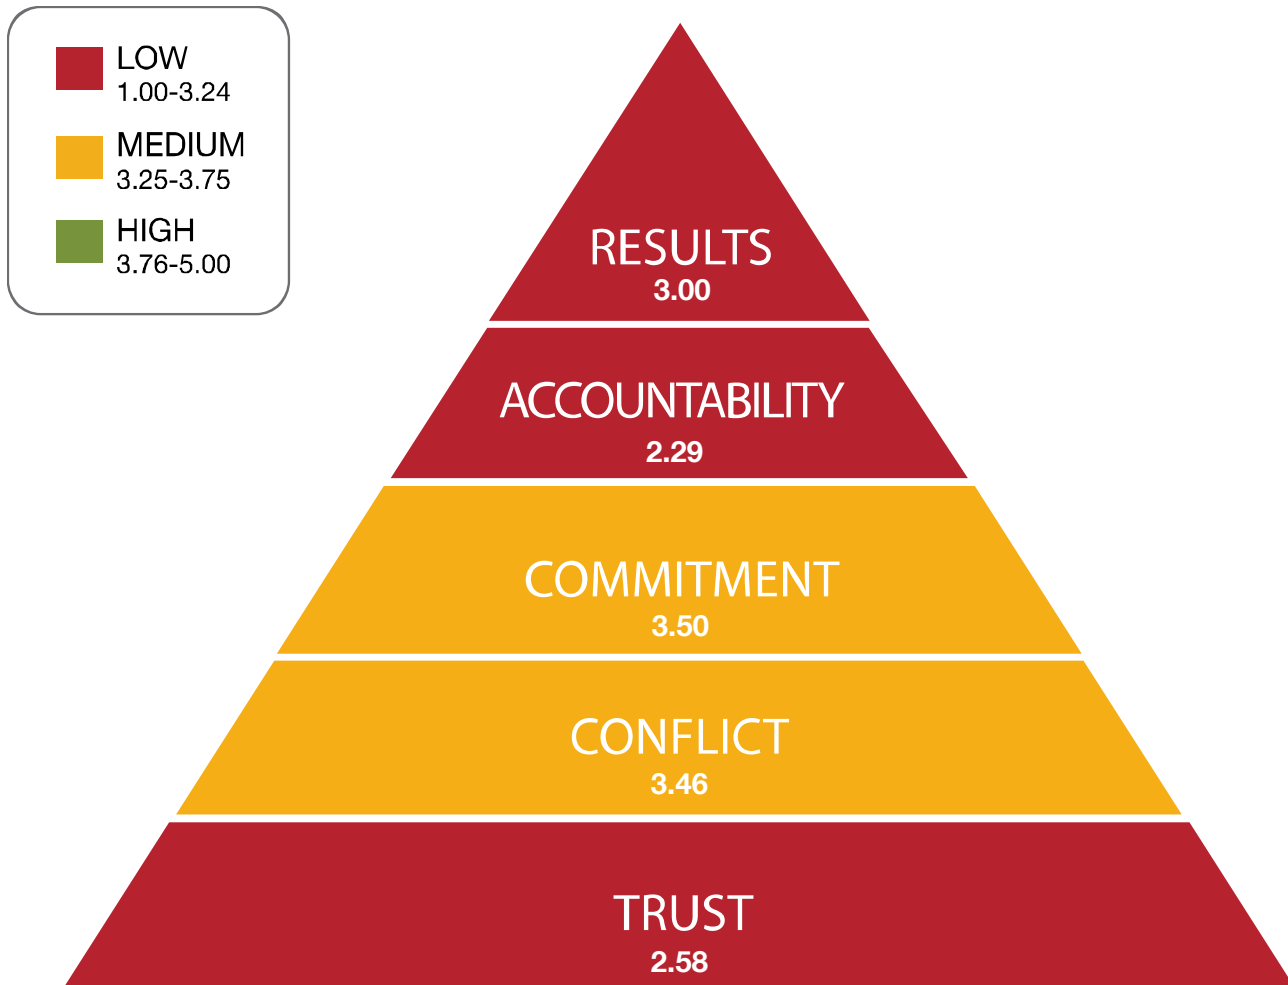 LOW
1.00-3.24
MEDIUM
3.25-3.75
HIGH
3.76-5.00
RESULTS
3.00
ACCOUNTABILITY
2.29
COMMITMENT
3.50
CONFLICT
3.46
TRUST
2.58